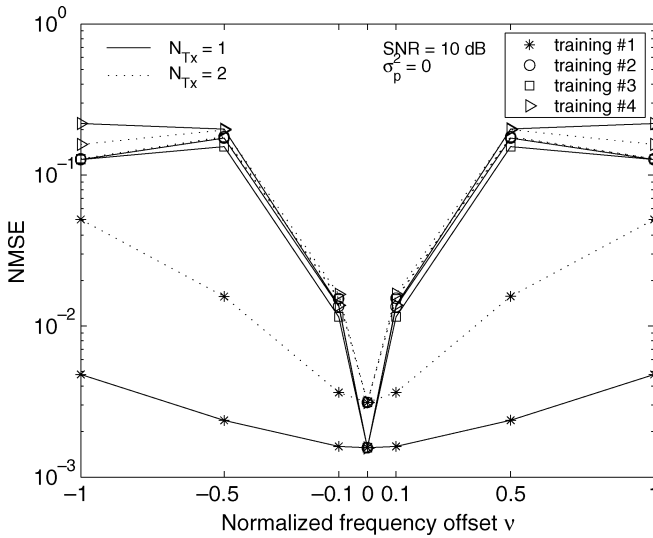 10^0
N_Tx = 1
N_Tx = 2
SNR = 10 dB
σ_p^2 = 0
training #1
training #2
training #3
training #4
10^-1
NMSE
10^-2
10^-3
−1 −0.5 −0.1 0 0.1 0.5 1
Normalized frequency offset ν